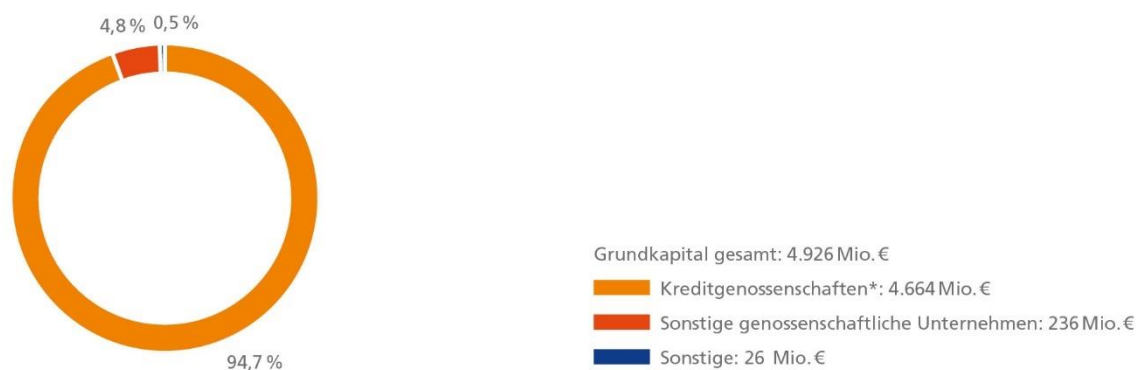 4,8 % 0,5 %
94,7 %
Grundkapital gesamt: 4.926 Mio. €
Kreditgenossenschaften*: 4.664 Mio. €
Sonstige genossenschaftliche Unternehmen: 236 Mio. €
Sonstige: 26 Mio. €